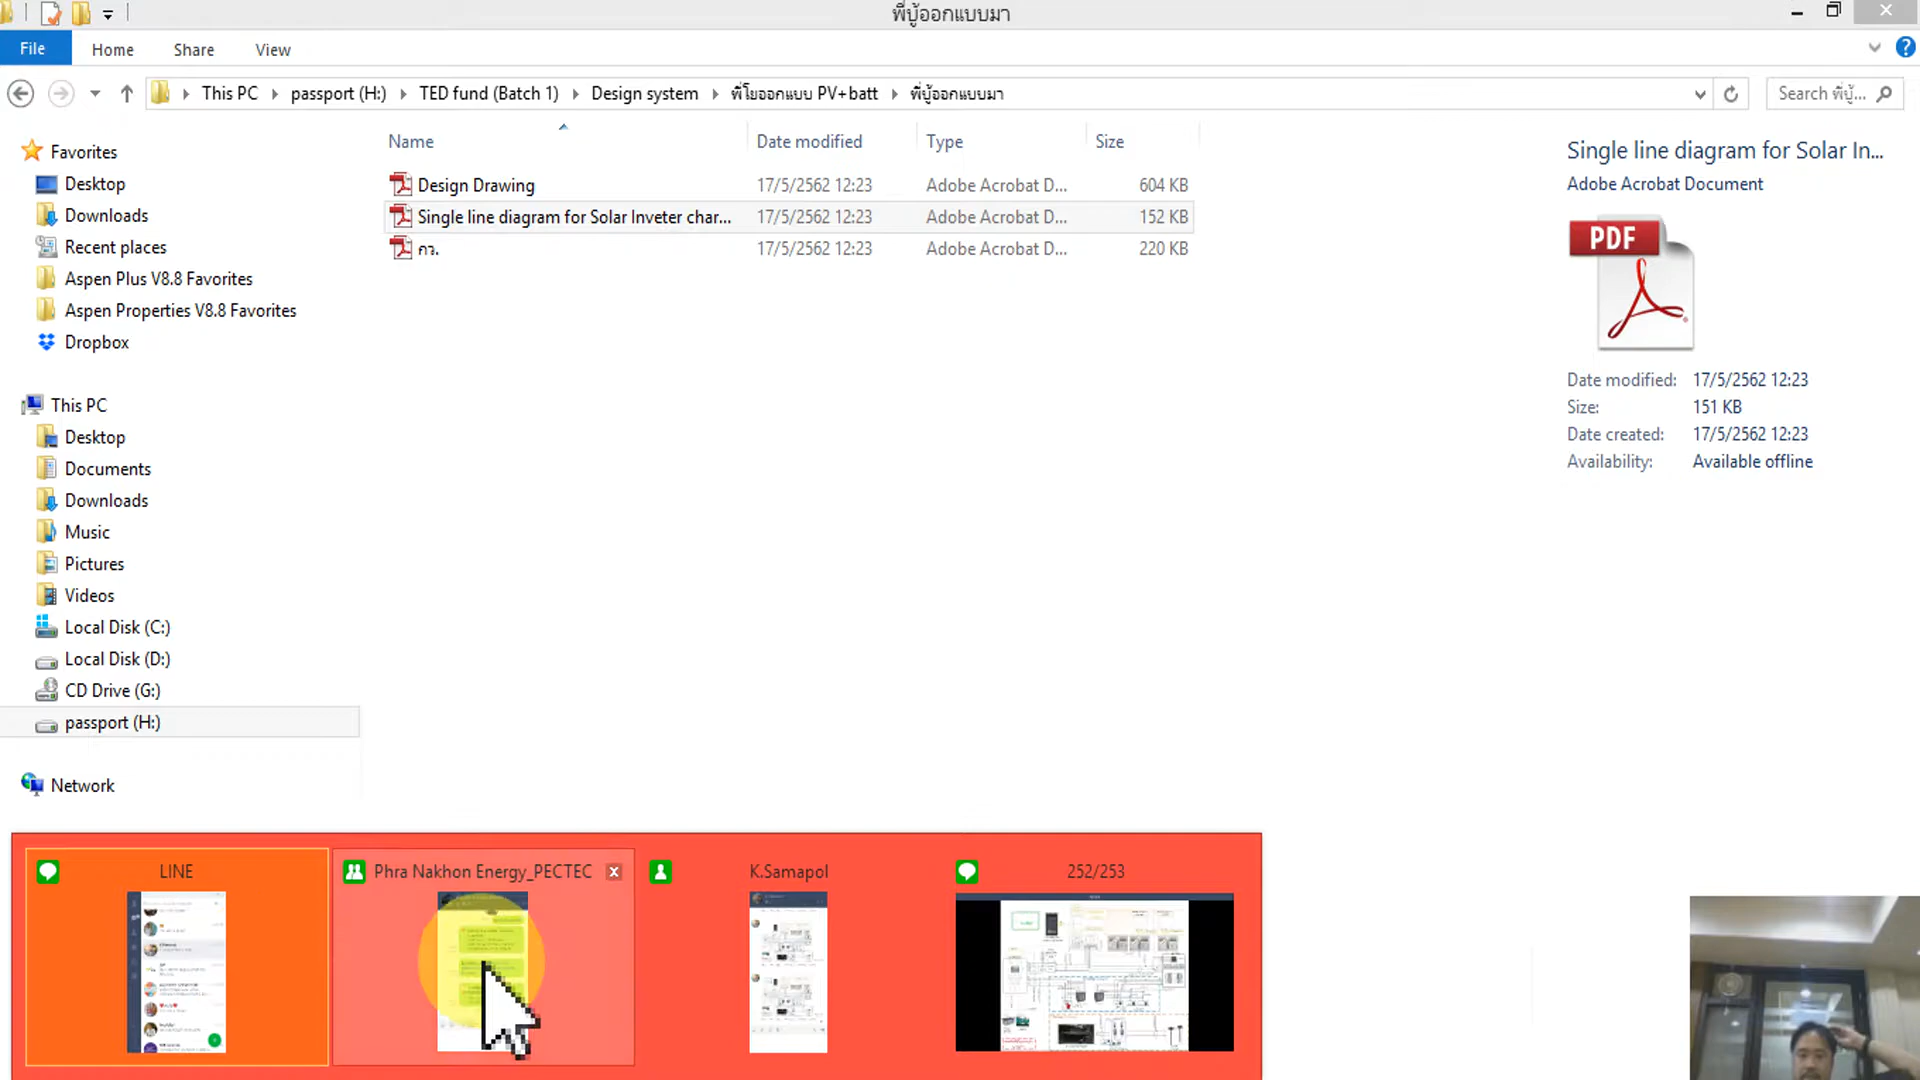 พี่บู้ออกแบบมา
File Home Share View
This PC passport (H:) TED fund (Batch 1) Design system พี่โยออกแบบ PV+batt พี่บู้ออกแบบมา
Search พี่บู้...
Name Date modified Type Size
Design Drawing 17/5/2562 12:23 Adobe Acrobat D... 604 KB
Single line diagram for Solar Inveter char... 17/5/2562 12:23 Adobe Acrobat D... 152 KB
กว. 17/5/2562 12:23 Adobe Acrobat D... 220 KB
Favorites
Desktop
Downloads
Recent places
Aspen Plus V8.8 Favorites
Aspen Properties V8.8 Favorites
Dropbox
This PC
Desktop
Documents
Downloads
Music
Pictures
Videos
Local Disk (C:)
Local Disk (D:)
CD Drive (G:)
passport (H:)
Network
Single line diagram for Solar In...
Adobe Acrobat Document
PDF
Date modified: 17/5/2562 12:23
Size: 151 KB
Date created: 17/5/2562 12:23
Availability: Available offline
LINE
Phra Nakhon Energy_PECTEC
K.Samapol
252/253